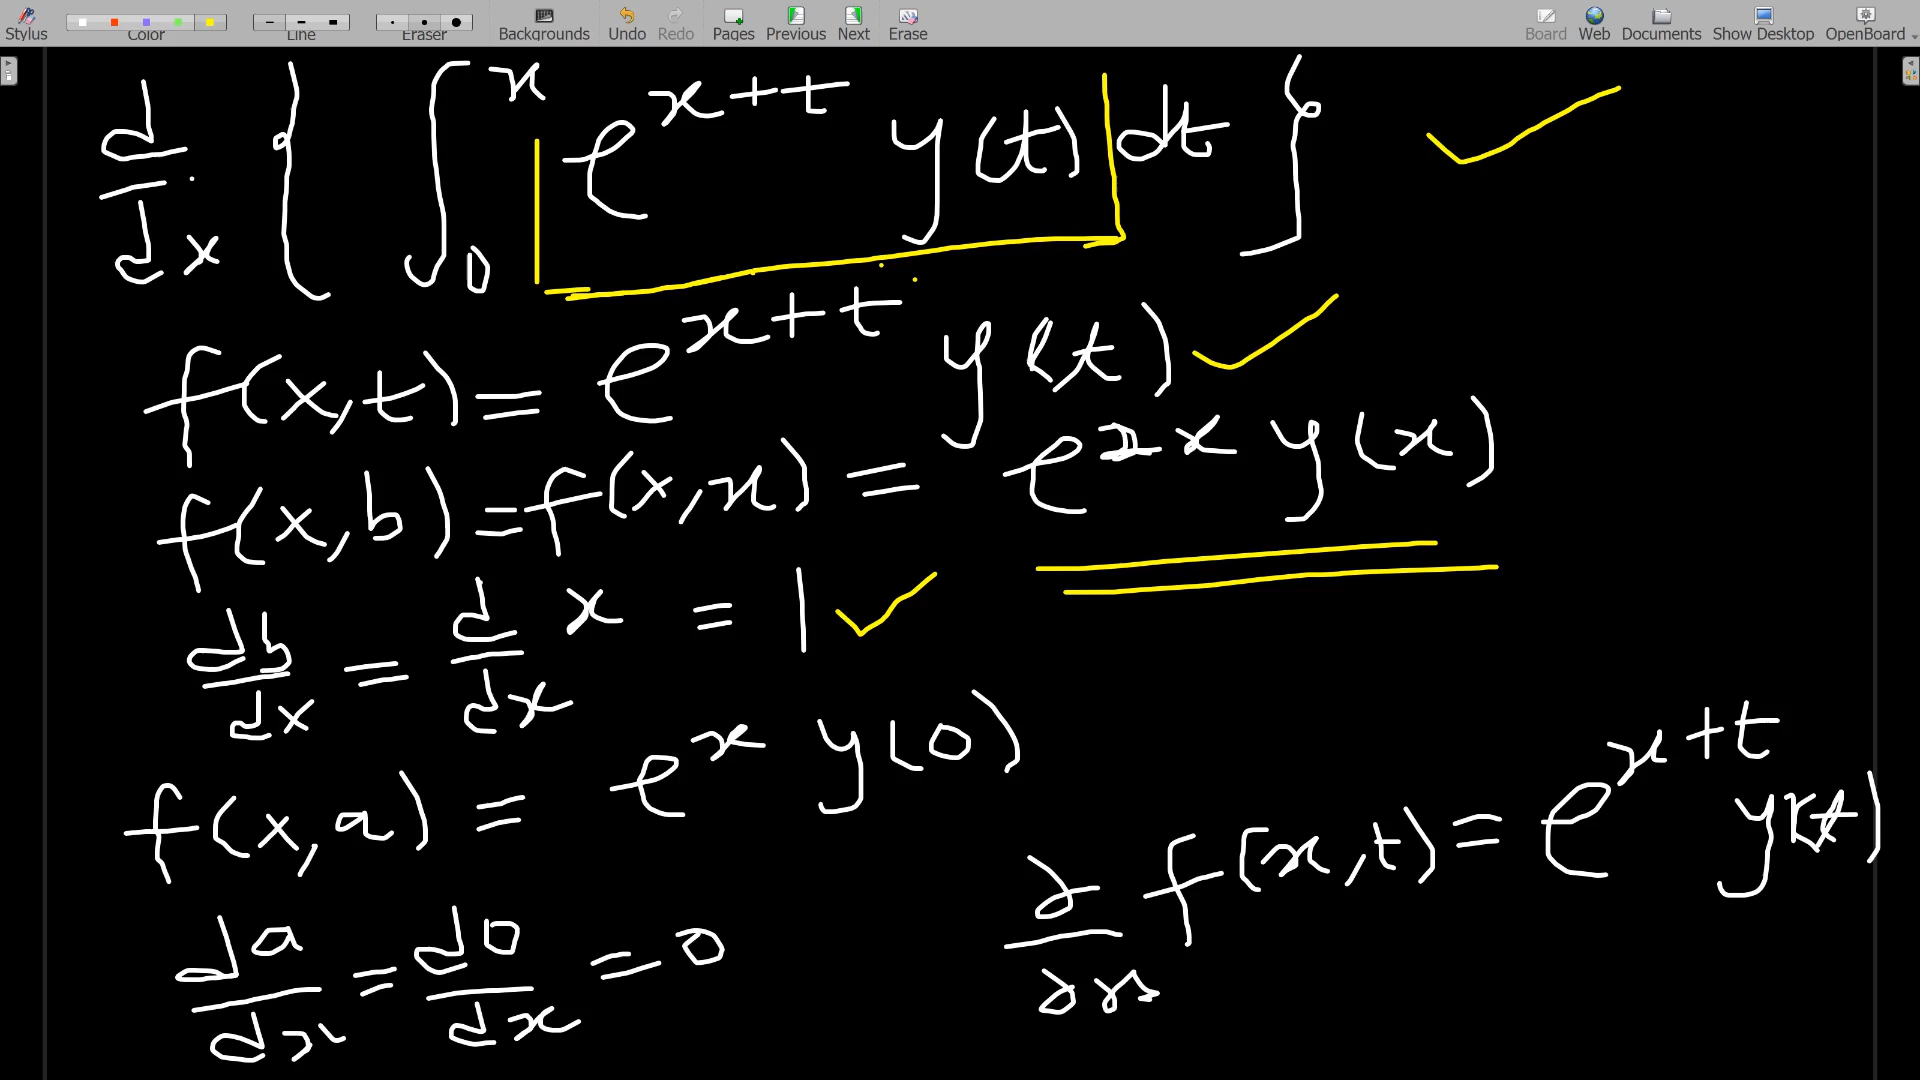 Stylus Color Line Eraser Backgrounds Undo Redo Pages Previous Next Erase Board Web Documents Show Desktop OpenBoard
d/dx { ∫₀ˣ e^(x+t) y(t) dt }
f(x,t) = e^(x+t) y(t)
f(x,b) = f(x,x) = e^(2x) y(x)
db/dx = d/dx x = 1
f(x,a) = e^x y(0)
∂/∂x f(x,t) = e^(x+t) y(t)
da/dx = d0/dx = 0